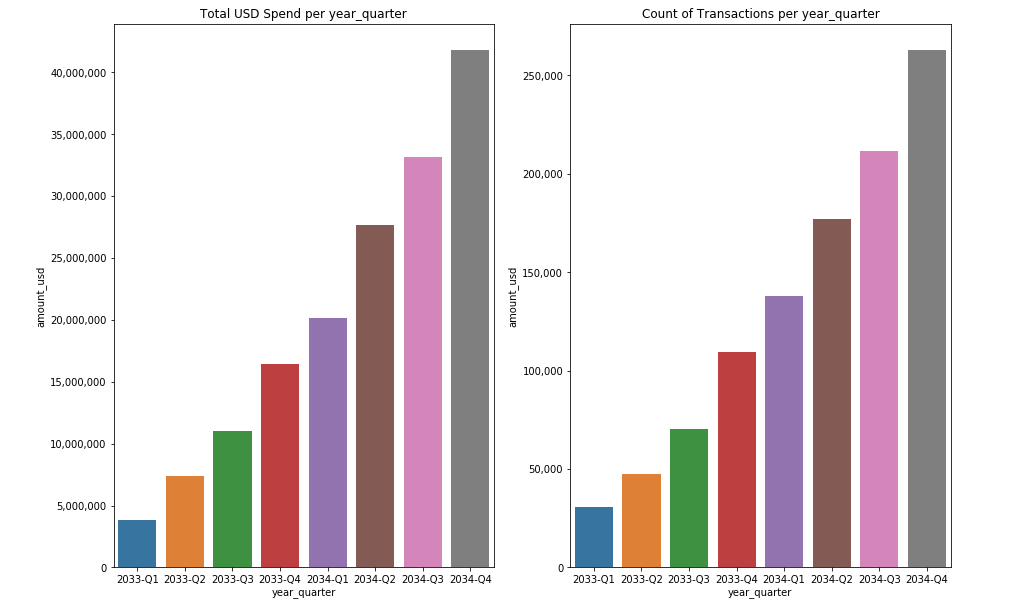 Total USD Spend per year_quarter
amount_usd
40,000,000
35,000,000
30,000,000
25,000,000
20,000,000
15,000,000
10,000,000
5,000,000
0
2033-Q1 2033-Q2 2033-Q3 2033-Q4 2034-Q1 2034-Q2 2034-Q3 2034-Q4
year_quarter
Count of Transactions per year_quarter
amount_usd
250,000
200,000
150,000
100,000
50,000
0
2033-Q1 2033-Q2 2033-Q3 2033-Q4 2034-Q1 2034-Q2 2034-Q3 2034-Q4
year_quarter